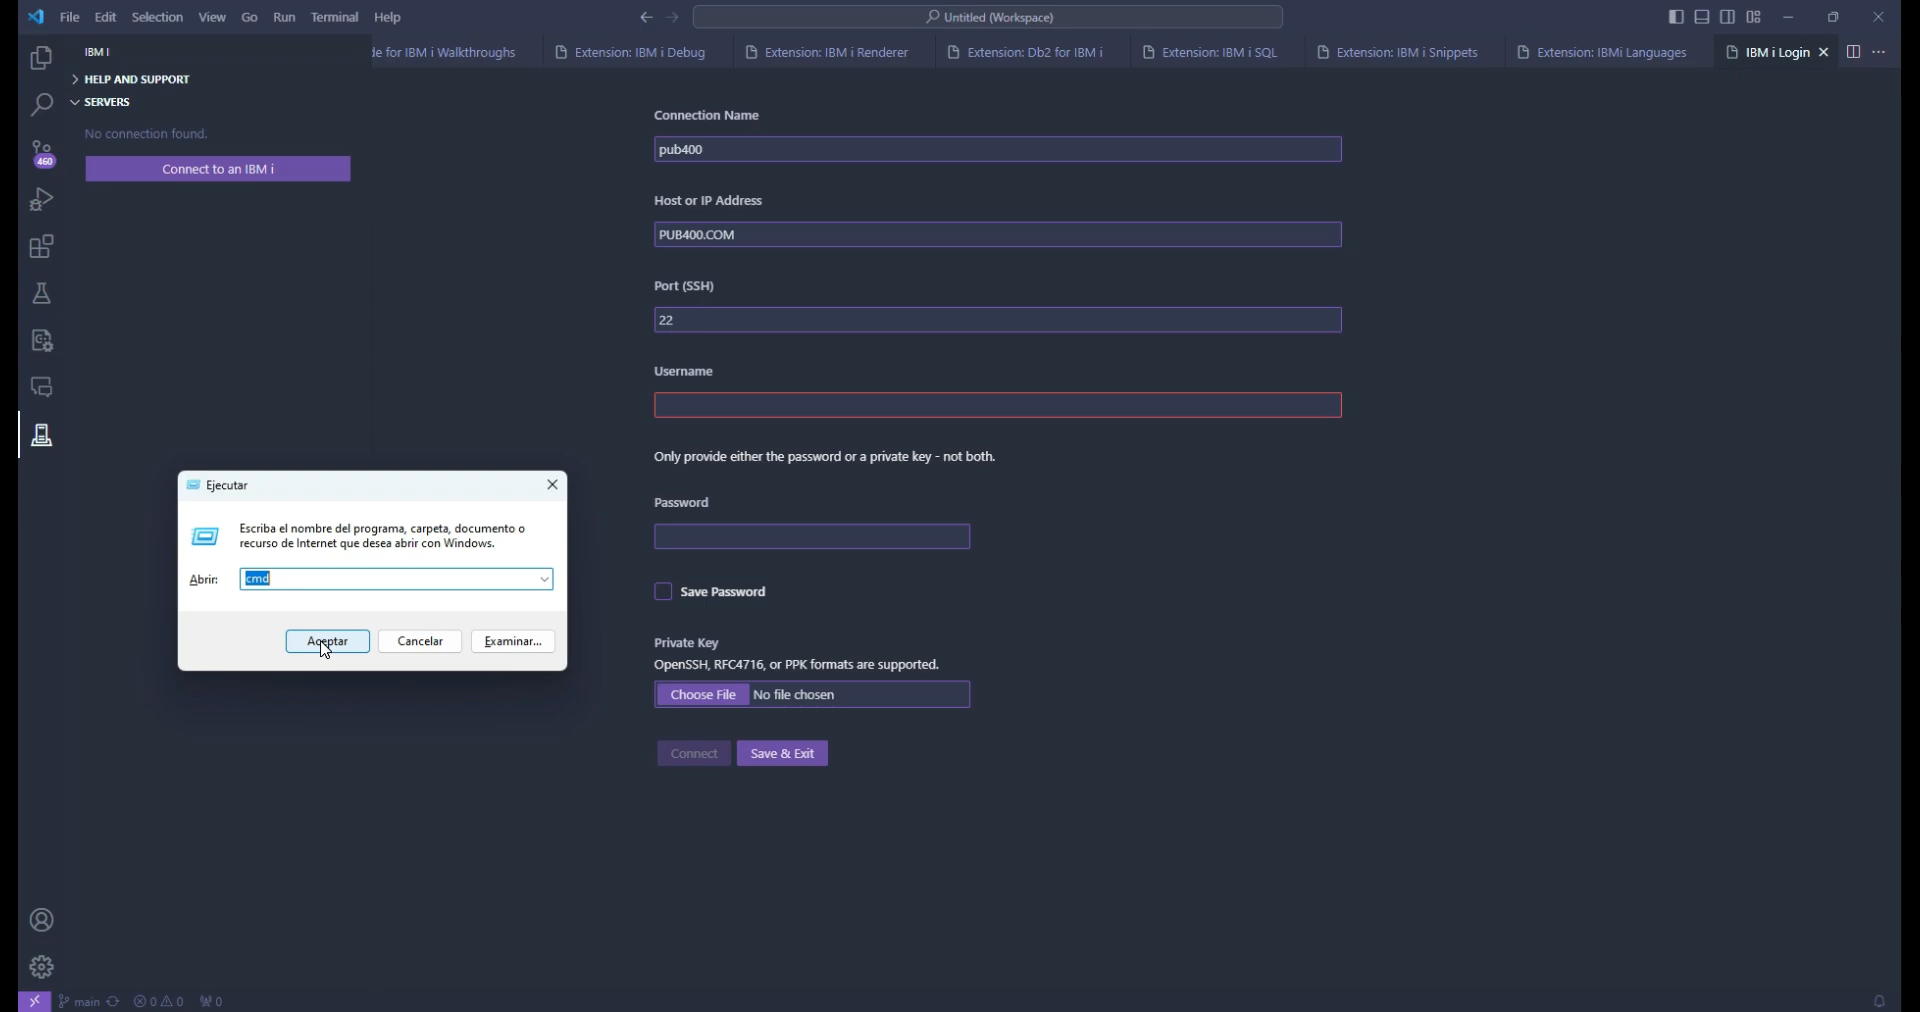 File Edit Selection View Go Run Terminal Help
Untitled (Workspace)
IBM I
de for IBM i Walkthroughs
Extension: IBM i Debug
Extension: IBM i Renderer
Extension: Db2 for IBM i
Extension: IBM i SQL
Extension: IBM i Snippets
Extension: IBMi Languages
IBM i Login
HELP AND SUPPORT
SERVERS
No connection found.
Connect to an IBM i
460
Connection Name
pub400
Host or IP Address
PUB400.COM
Port (SSH)
22
Username
Only provide either the password or a private key - not both.
Password
Save Password
Private Key
OpenSSH, RFC4716, or PPK formats are supported.
Choose File No file chosen
Connect Save & Exit
Ejecutar
Escriba el nombre del programa, carpeta, documento o
recurso de Internet que desea abrir con Windows.
Abrir: cmd
Aceptar Cancelar Examinar...
main 0 0 0